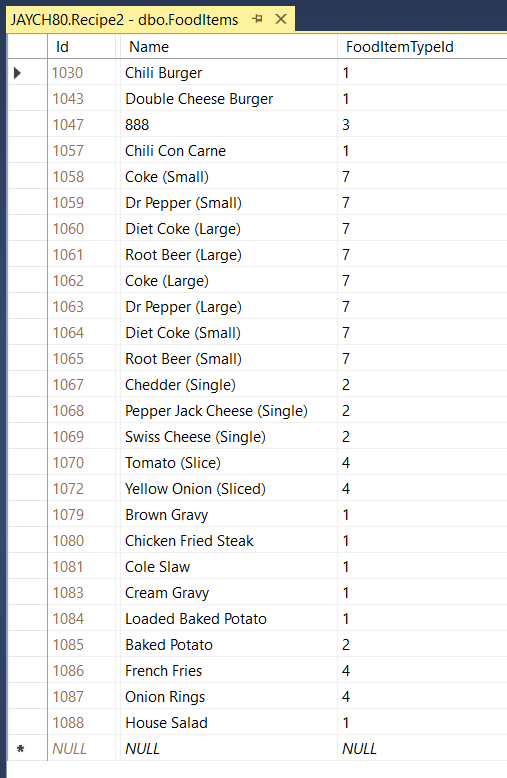 JAYCH80.Recipe2 - dbo.FoodItems
Id Name FoodItemTypeId
1030 Chili Burger 1
1043 Double Cheese Burger 1
1047 888 3
1057 Chili Con Carne 1
1058 Coke (Small) 7
1059 Dr Pepper (Small) 7
1060 Diet Coke (Large) 7
1061 Root Beer (Large) 7
1062 Coke (Large) 7
1063 Dr Pepper (Large) 7
1064 Diet Coke (Small) 7
1065 Root Beer (Small) 7
1067 Chedder (Single) 2
1068 Pepper Jack Cheese (Single) 2
1069 Swiss Cheese (Single) 2
1070 Tomato (Slice) 4
1072 Yellow Onion (Sliced) 4
1079 Brown Gravy 1
1080 Chicken Fried Steak 1
1081 Cole Slaw 1
1083 Cream Gravy 1
1084 Loaded Baked Potato 1
1085 Baked Potato 2
1086 French Fries 4
1087 Onion Rings 4
1088 House Salad 1
* NULL NULL NULL